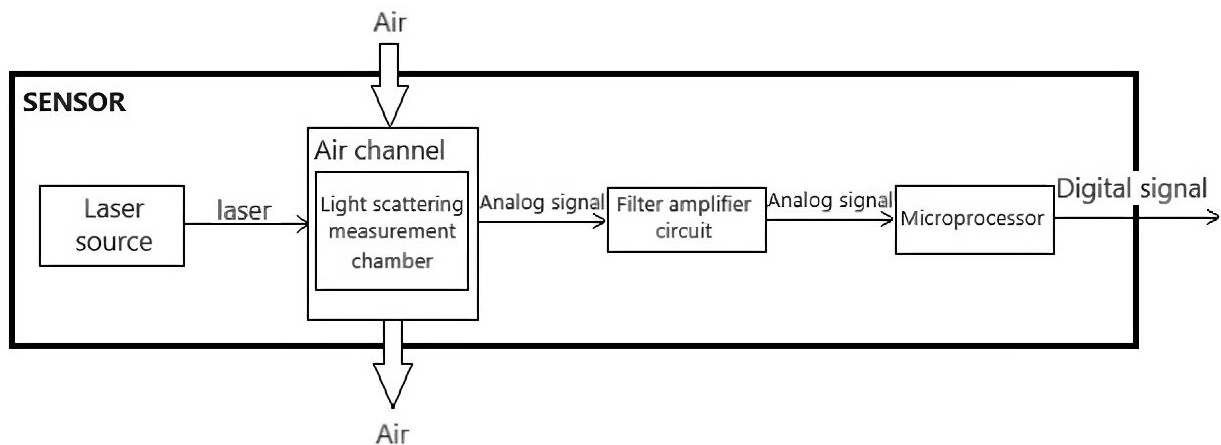 Air
SENSOR
Air channel
Laser
source
laser
Light scattering
measurement
chamber
Analog signal
Filter amplifier
circuit
Analog signal
Microprocessor
Digital signal
Air